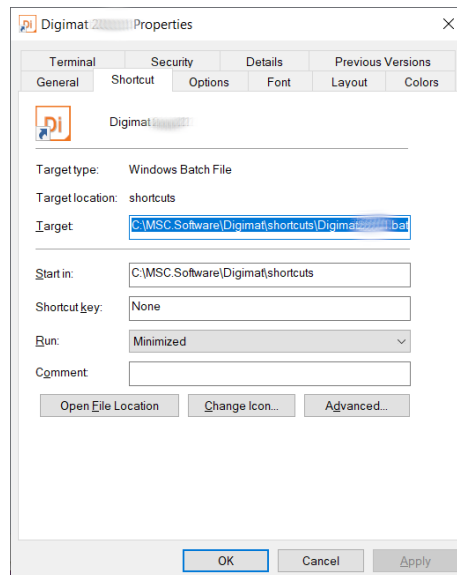 Di Digimat Properties
Terminal Security Details Previous Versions
General Shortcut Options Font Layout Colors
Di Digimat
Target type: Windows Batch File
Target location: shortcuts
Target: C:\MSC.Software\Digimat\shortcuts\Digimat .bat
Start in: C:\MSC.Software\Digimat\shortcuts
Shortcut key: None
Run: Minimized
Comment:
Open File Location Change Icon... Advanced...
OK Cancel Apply